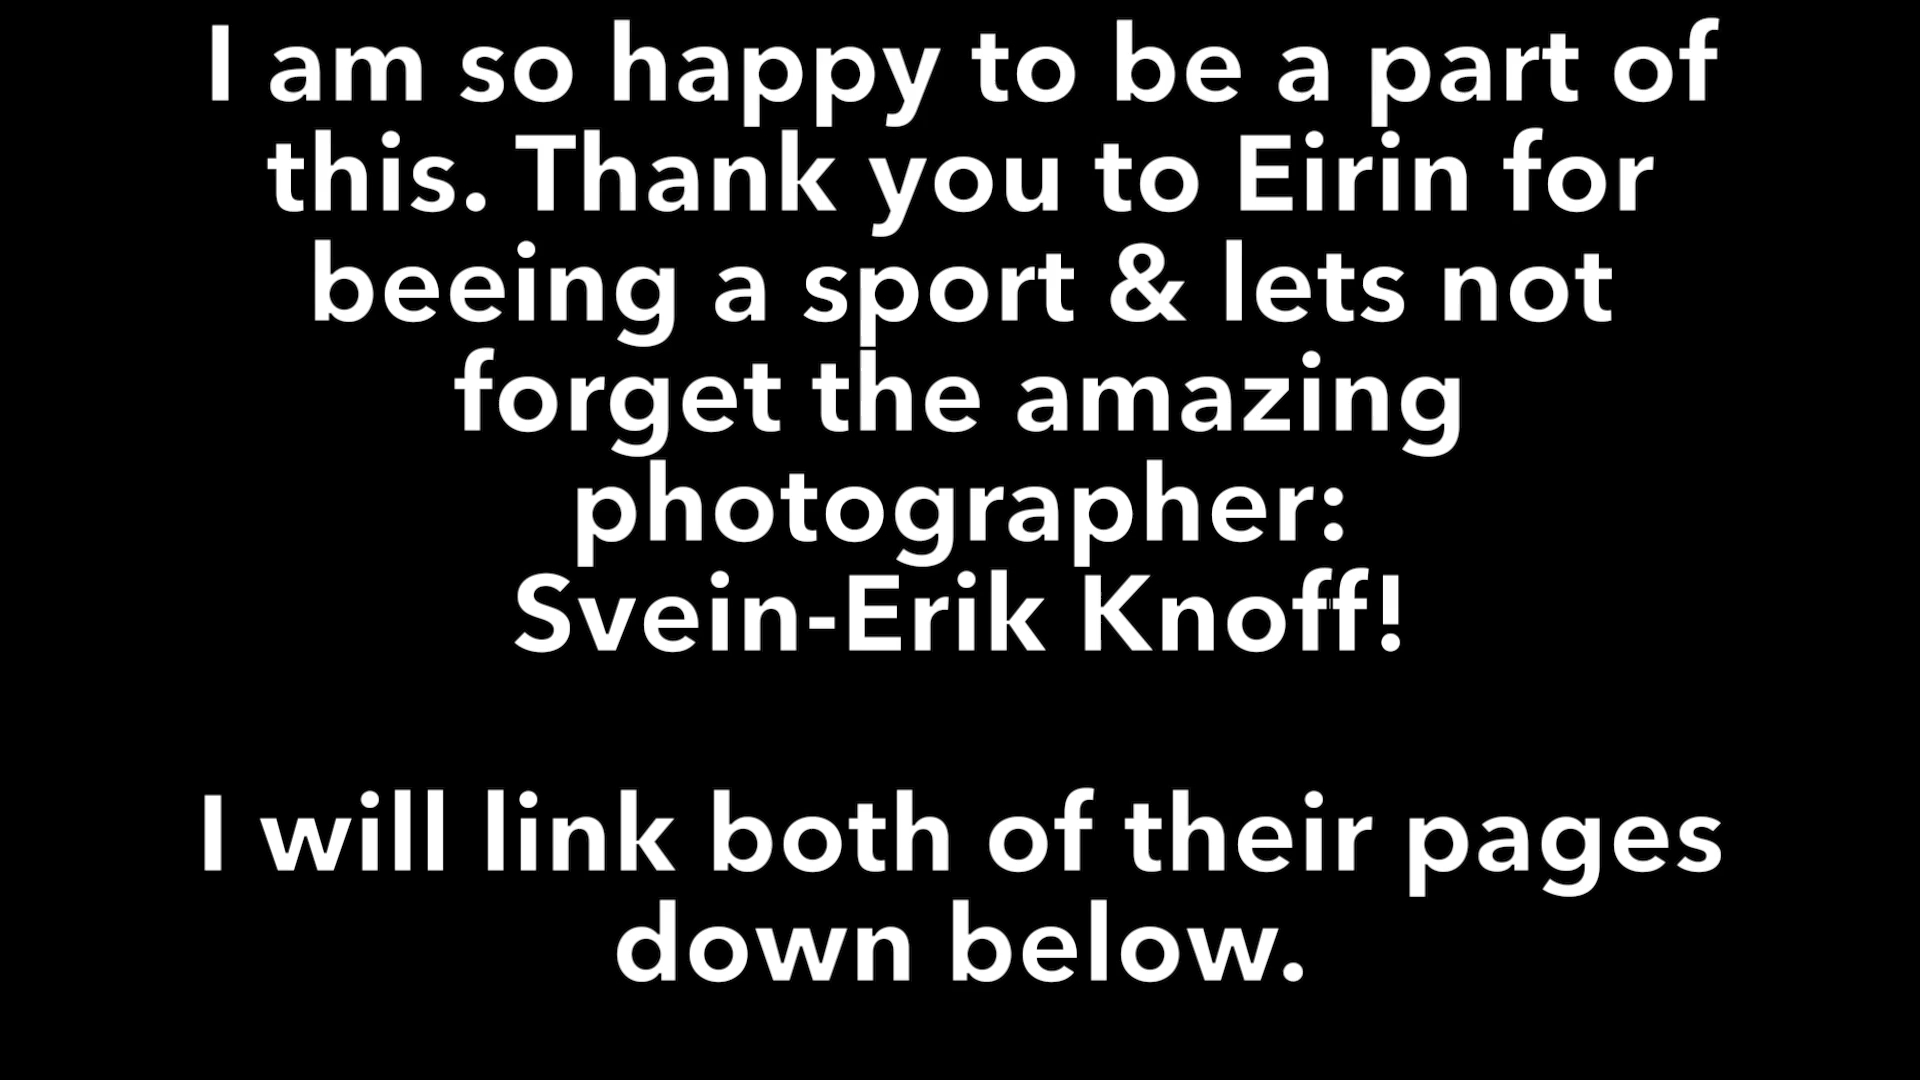 I am so happy to be a part of
this. Thank you to Eirin for
beeing a sport & lets not
forget the amazing
photographer:
Svein-Erik Knoff!
I will link both of their pages
down below.